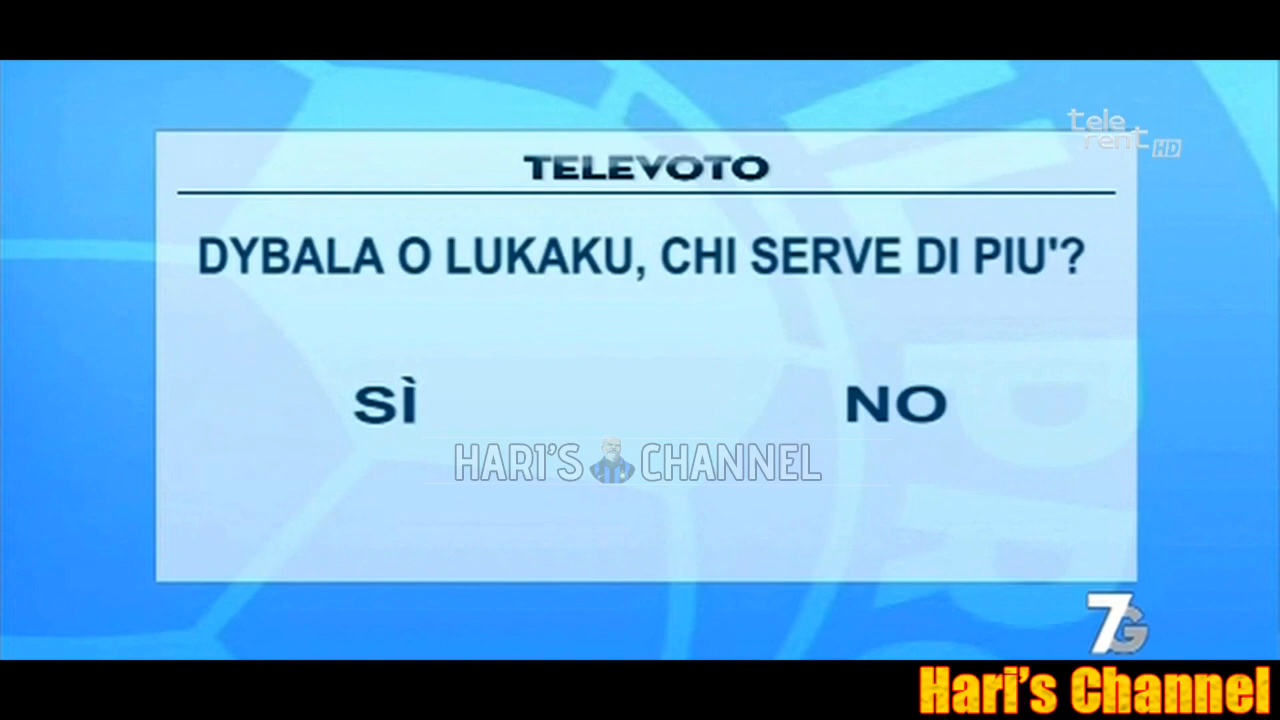 tele
rent HD
TELEVOTO
DYBALA O LUKAKU, CHI SERVE DI PIU'?
SÌ NO
HARI'S CHANNEL
7G
Hari's Channel